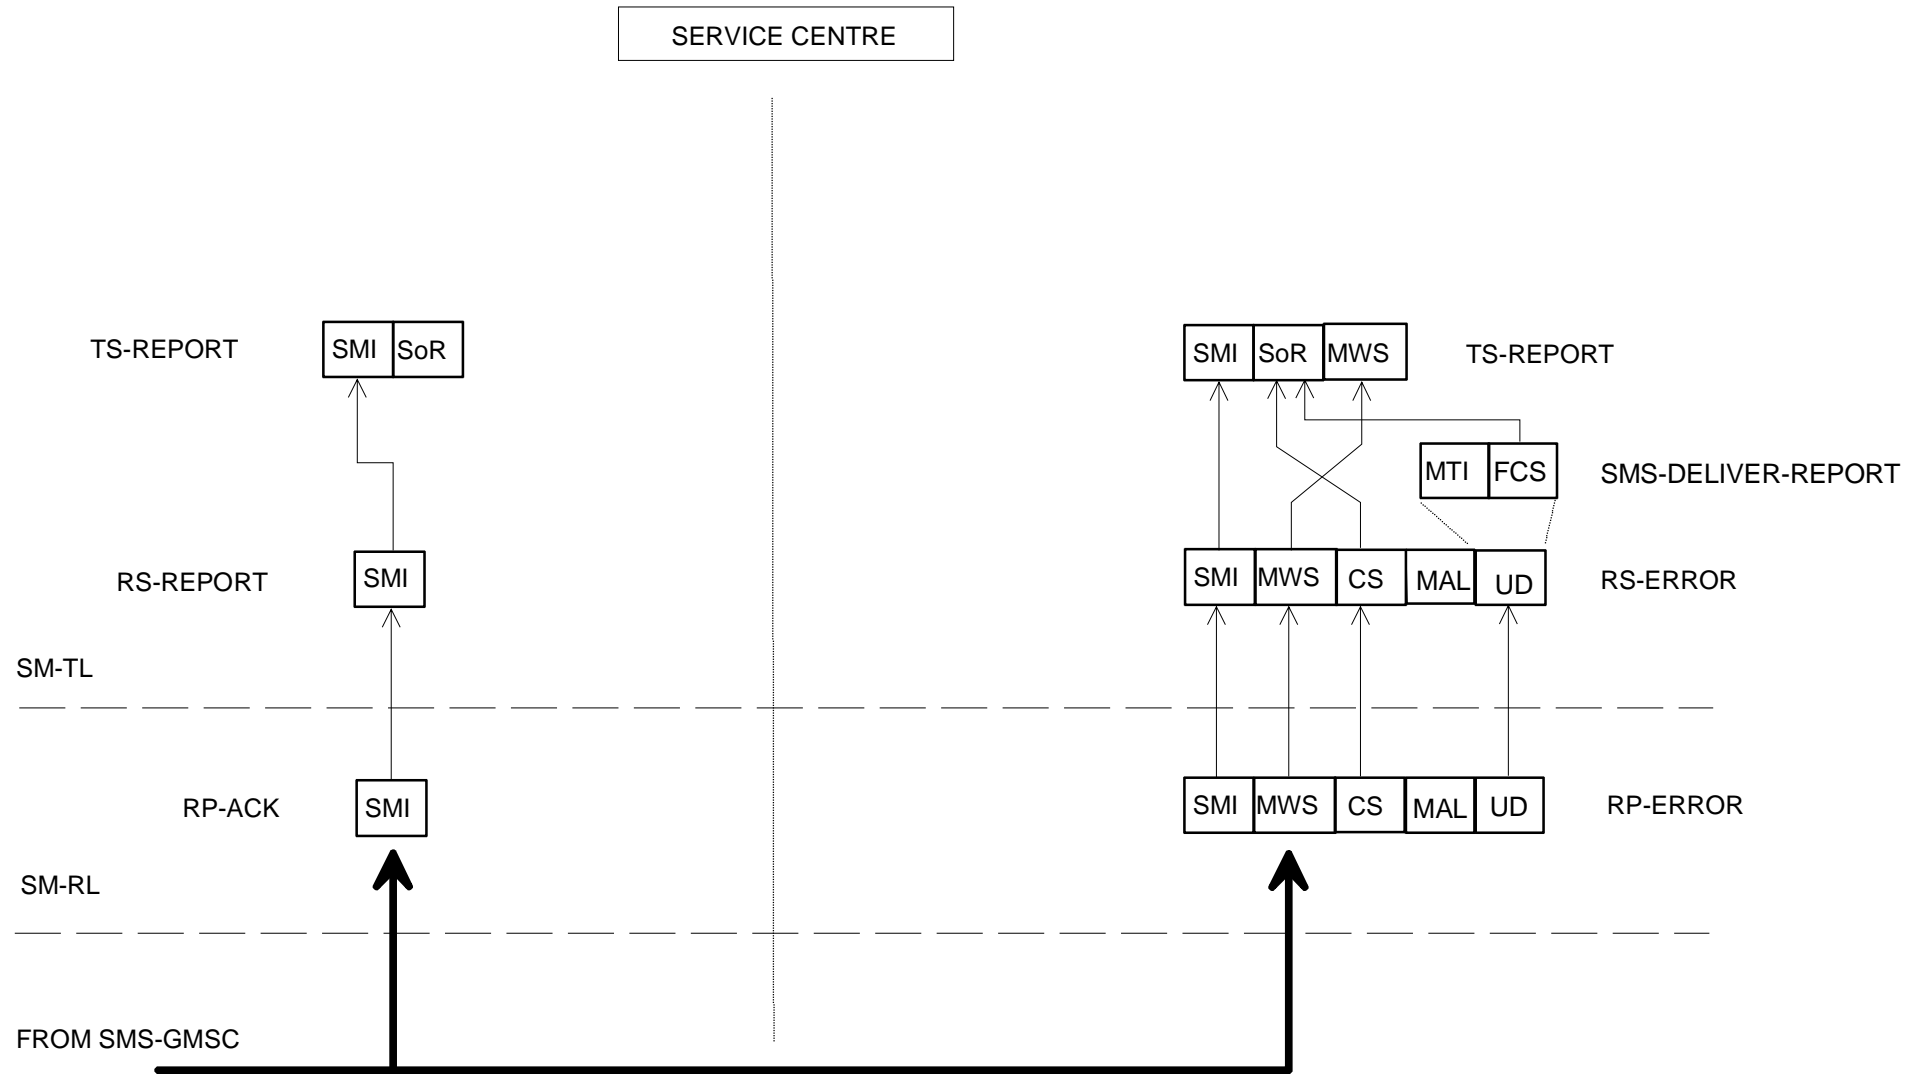 SERVICE CENTRE
TS-REPORT SMI SoR SMI SoR MWS TS-REPORT
MTI FCS SMS-DELIVER-REPORT
RS-REPORT SMI SMI MWS CS MAL UD RS-ERROR
SM-TL
RP-ACK SMI SMI MWS CS MAL UD RP-ERROR
SM-RL
FROM SMS-GMSC